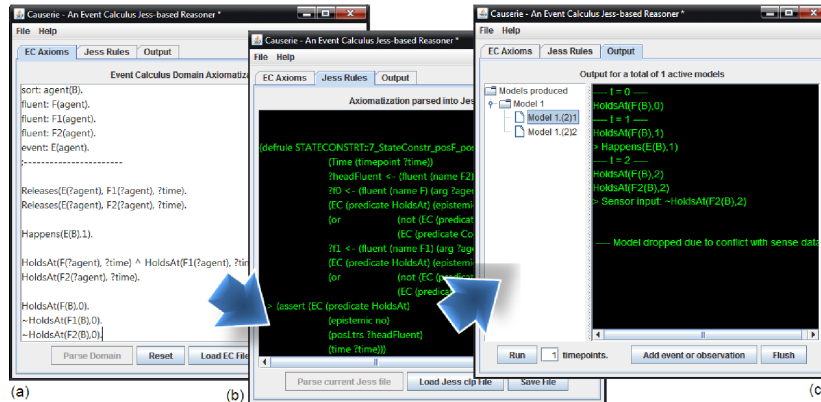 Causerie - An Event Calculus Jess-based Reasoner *
File Help
EC Axioms Jess Rules Output
Event Calculus Domain Axiomatiza
sort: agent(B).
fluent: F(agent).
fluent: F1(agent).
fluent: F2(agent).
event: E(agent).
;-----------------------
Releases(E(?agent), F1(?agent), ?time).
Releases(E(?agent), F2(?agent), ?time).
Happens(E(B),1).
HoldsAt(F(?agent), ?time) ^ HoldsAt(F1(?agent), ?tim
HoldsAt(F2(?agent), ?time).
HoldsAt(F(B),0).
~HoldsAt(F1(B),0).
~HoldsAt(F2(B),0).
Parse Domain Reset Load EC File
(a)
Causerie - An Event Calculus Jess-based Reasoner *
File Help
EC Axioms Jess Rules Output
Axiomatization parsed into Jes
(defrule STATECONSTRT::7_StateConstr_posF_pos
(Time (timepoint ?time))
?headFluent <- (fluent (name F2)
?f0 <- (fluent (name F) (arg ?agen
(EC (predicate HoldsAt) (epistemi
(or (not (EC (predicat
(EC (predicate Co
?f1 <- (fluent (name F1) (arg ?age
(EC (predicate HoldsAt) (epistemi
(or (not (EC (predicat
(EC (predica
> (assert (EC (predicate HoldsAt)
(epistemic no)
(posLtrs ?headFluent)
(time ?time)))
Parse current Jess file Load Jess clp File Save File
(b)
Causerie - An Event Calculus Jess-based Reasoner *
File Help
EC Axioms Jess Rules Output
Output for a total of 1 active models
Models produced
Model 1
Model 1.(2)1
Model 1.(2)2
---- t = 0 ----
HoldsAt(F(B),0)
---- t = 1 ----
HoldsAt(F(B),1)
> Happens(E(B),1)
---- t = 2 ----
HoldsAt(F(B),2)
HoldsAt(F2(B),2)
> Sensor input: ~HoldsAt(F2(B),2)
---- Model dropped due to conflict with sense data
Run 1 timepoints. Add event or observation Flush
(c